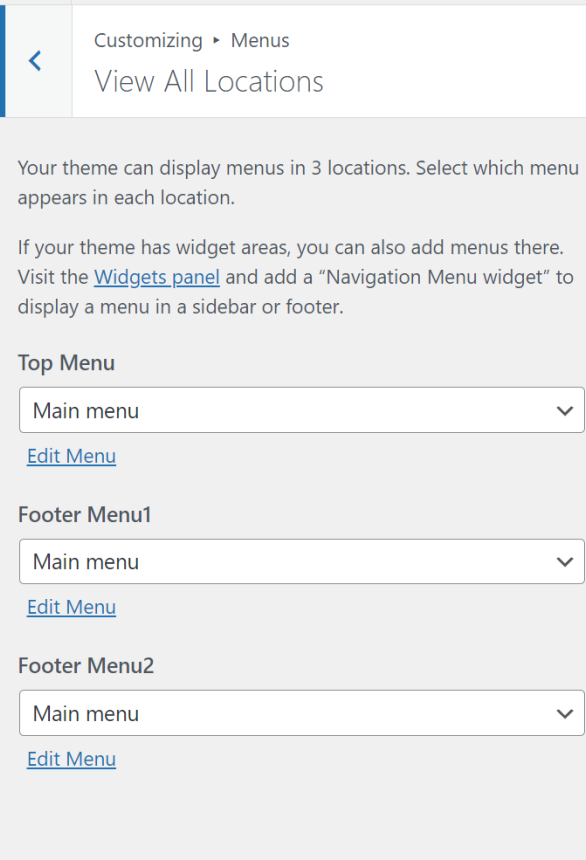 Customizing ▸ Menus
View All Locations
Your theme can display menus in 3 locations. Select which menu
appears in each location.
If your theme has widget areas, you can also add menus there.
Visit the Widgets panel and add a “Navigation Menu widget” to
display a menu in a sidebar or footer.
Top Menu
Main menu
Edit Menu
Footer Menu1
Main menu
Edit Menu
Footer Menu2
Main menu
Edit Menu